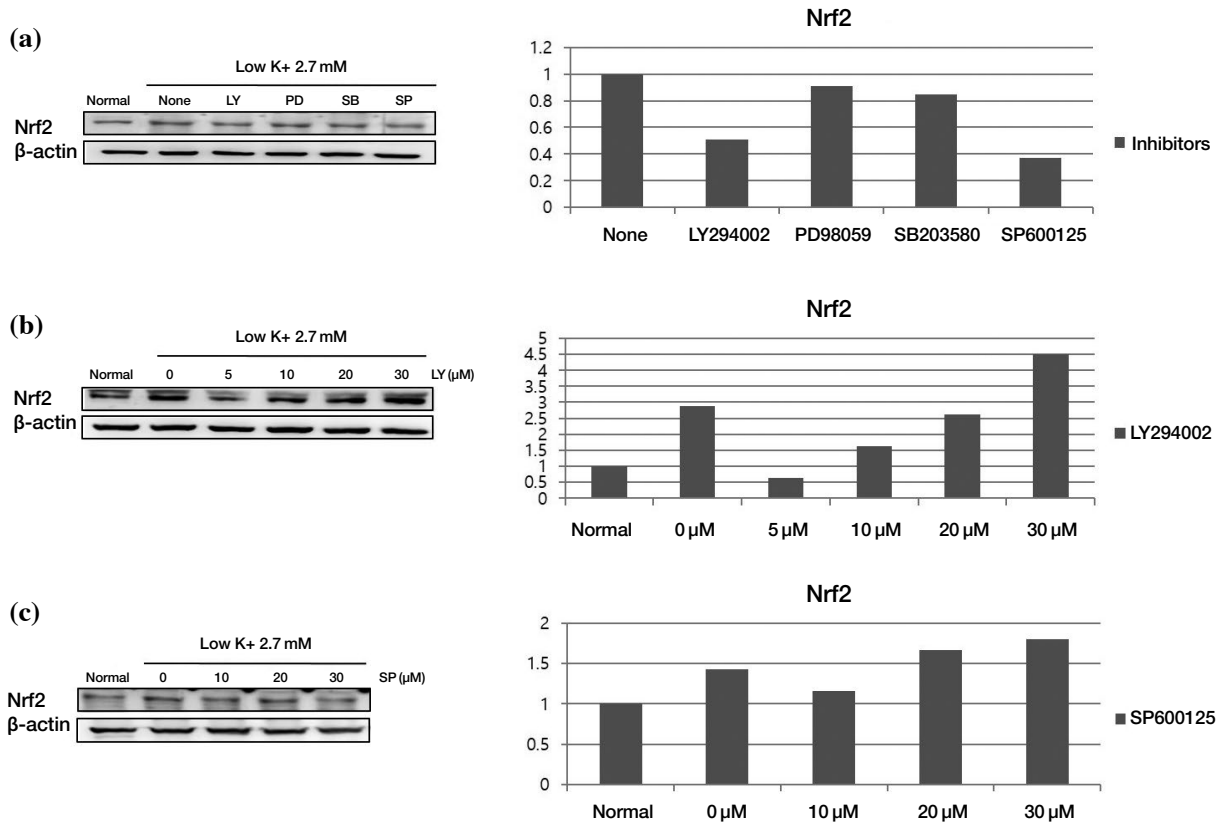 (a)
Low K+ 2.7 mM
Normal None LY PD SB SP
Nrf2
β-actin
Nrf2
1.2
1
0.8
0.6
0.4
0.2
0
None LY294002 PD98059 SB203580 SP600125
Inhibitors
(b)
Low K+ 2.7 mM
Normal 0 5 10 20 30 LY (µM)
Nrf2
β-actin
Nrf2
5
4.5
4
3.5
3
2.5
2
1.5
1
0.5
0
Normal 0 µM 5 µM 10 µM 20 µM 30 µM
LY294002
(c)
Low K+ 2.7 mM
Normal 0 10 20 30 SP (µM)
Nrf2
β-actin
Nrf2
2
1.5
1
0.5
0
Normal 0 µM 10 µM 20 µM 30 µM
SP600125